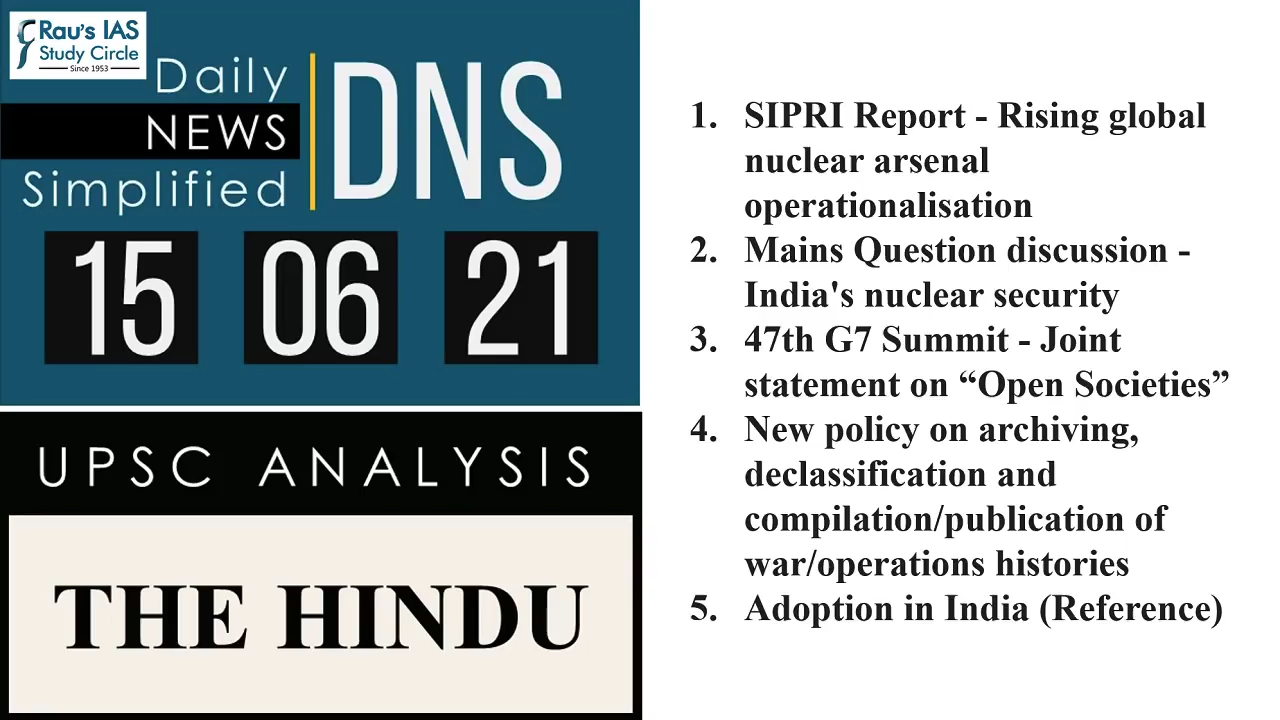 Rau's IAS
Study Circle
Since 1953
Daily
NEWS
Simplified
DNS
15 06 21
UPSC ANALYSIS
THE HINDU
1. SIPRI Report - Rising global
nuclear arsenal
operationalisation
2. Mains Question discussion -
India's nuclear security
3. 47th G7 Summit - Joint
statement on “Open Societies”
4. New policy on archiving,
declassification and
compilation/publication of
war/operations histories
5. Adoption in India (Reference)